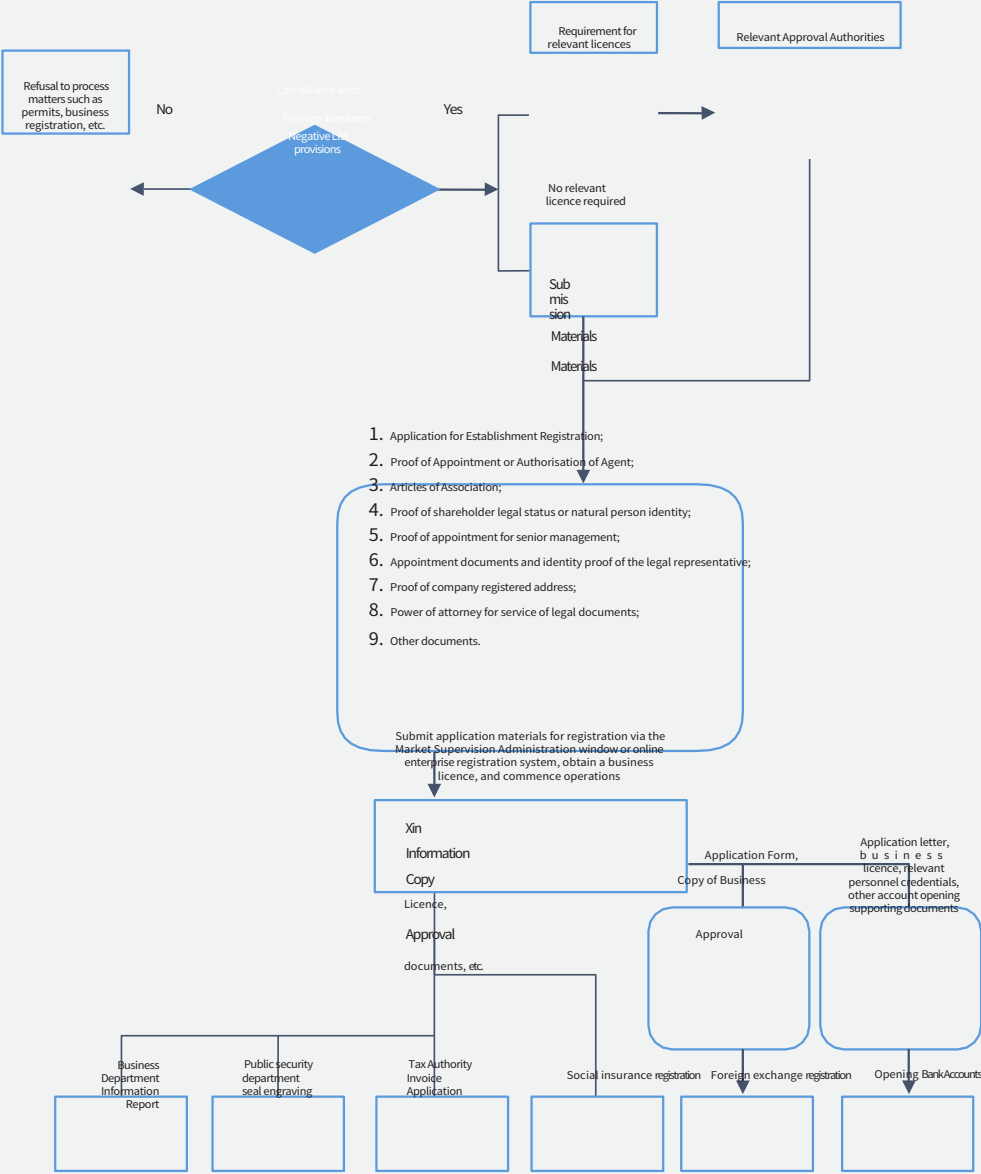 Requirement for
relevant licences
Relevant Approval Authorities
Refusal to process
matters such as
permits, business
registration, etc.
No
Compliance with
Foreign Investment
Negative List
provisions
Yes
No relevant
licence required
Sub
mis
sion
Materials
Materials
1. Application for Establishment Registration;
2. Proof of Appointment or Authorisation of Agent;
3. Articles of Association;
4. Proof of shareholder legal status or natural person identity;
5. Proof of appointment for senior management;
6. Appointment documents and identity proof of the legal representative;
7. Proof of company registered address;
8. Power of attorney for service of legal documents;
9. Other documents.
Submit application materials for registration via the
Market Supervision Administration window or online
enterprise registration system, obtain a business
licence, and commence operations
Xin
Information
Copy
Licence,
Approval
documents, etc.
Application Form,
Copy of Business
Approval
Application letter,
business
licence, relevant
personnel credentials,
other account opening
supporting documents
Business
Department
Information
Report
Public security
department
seal engraving
Tax Authority
Invoice
Application
Social insurance registration
Foreign exchange registration
Opening Bank Accounts